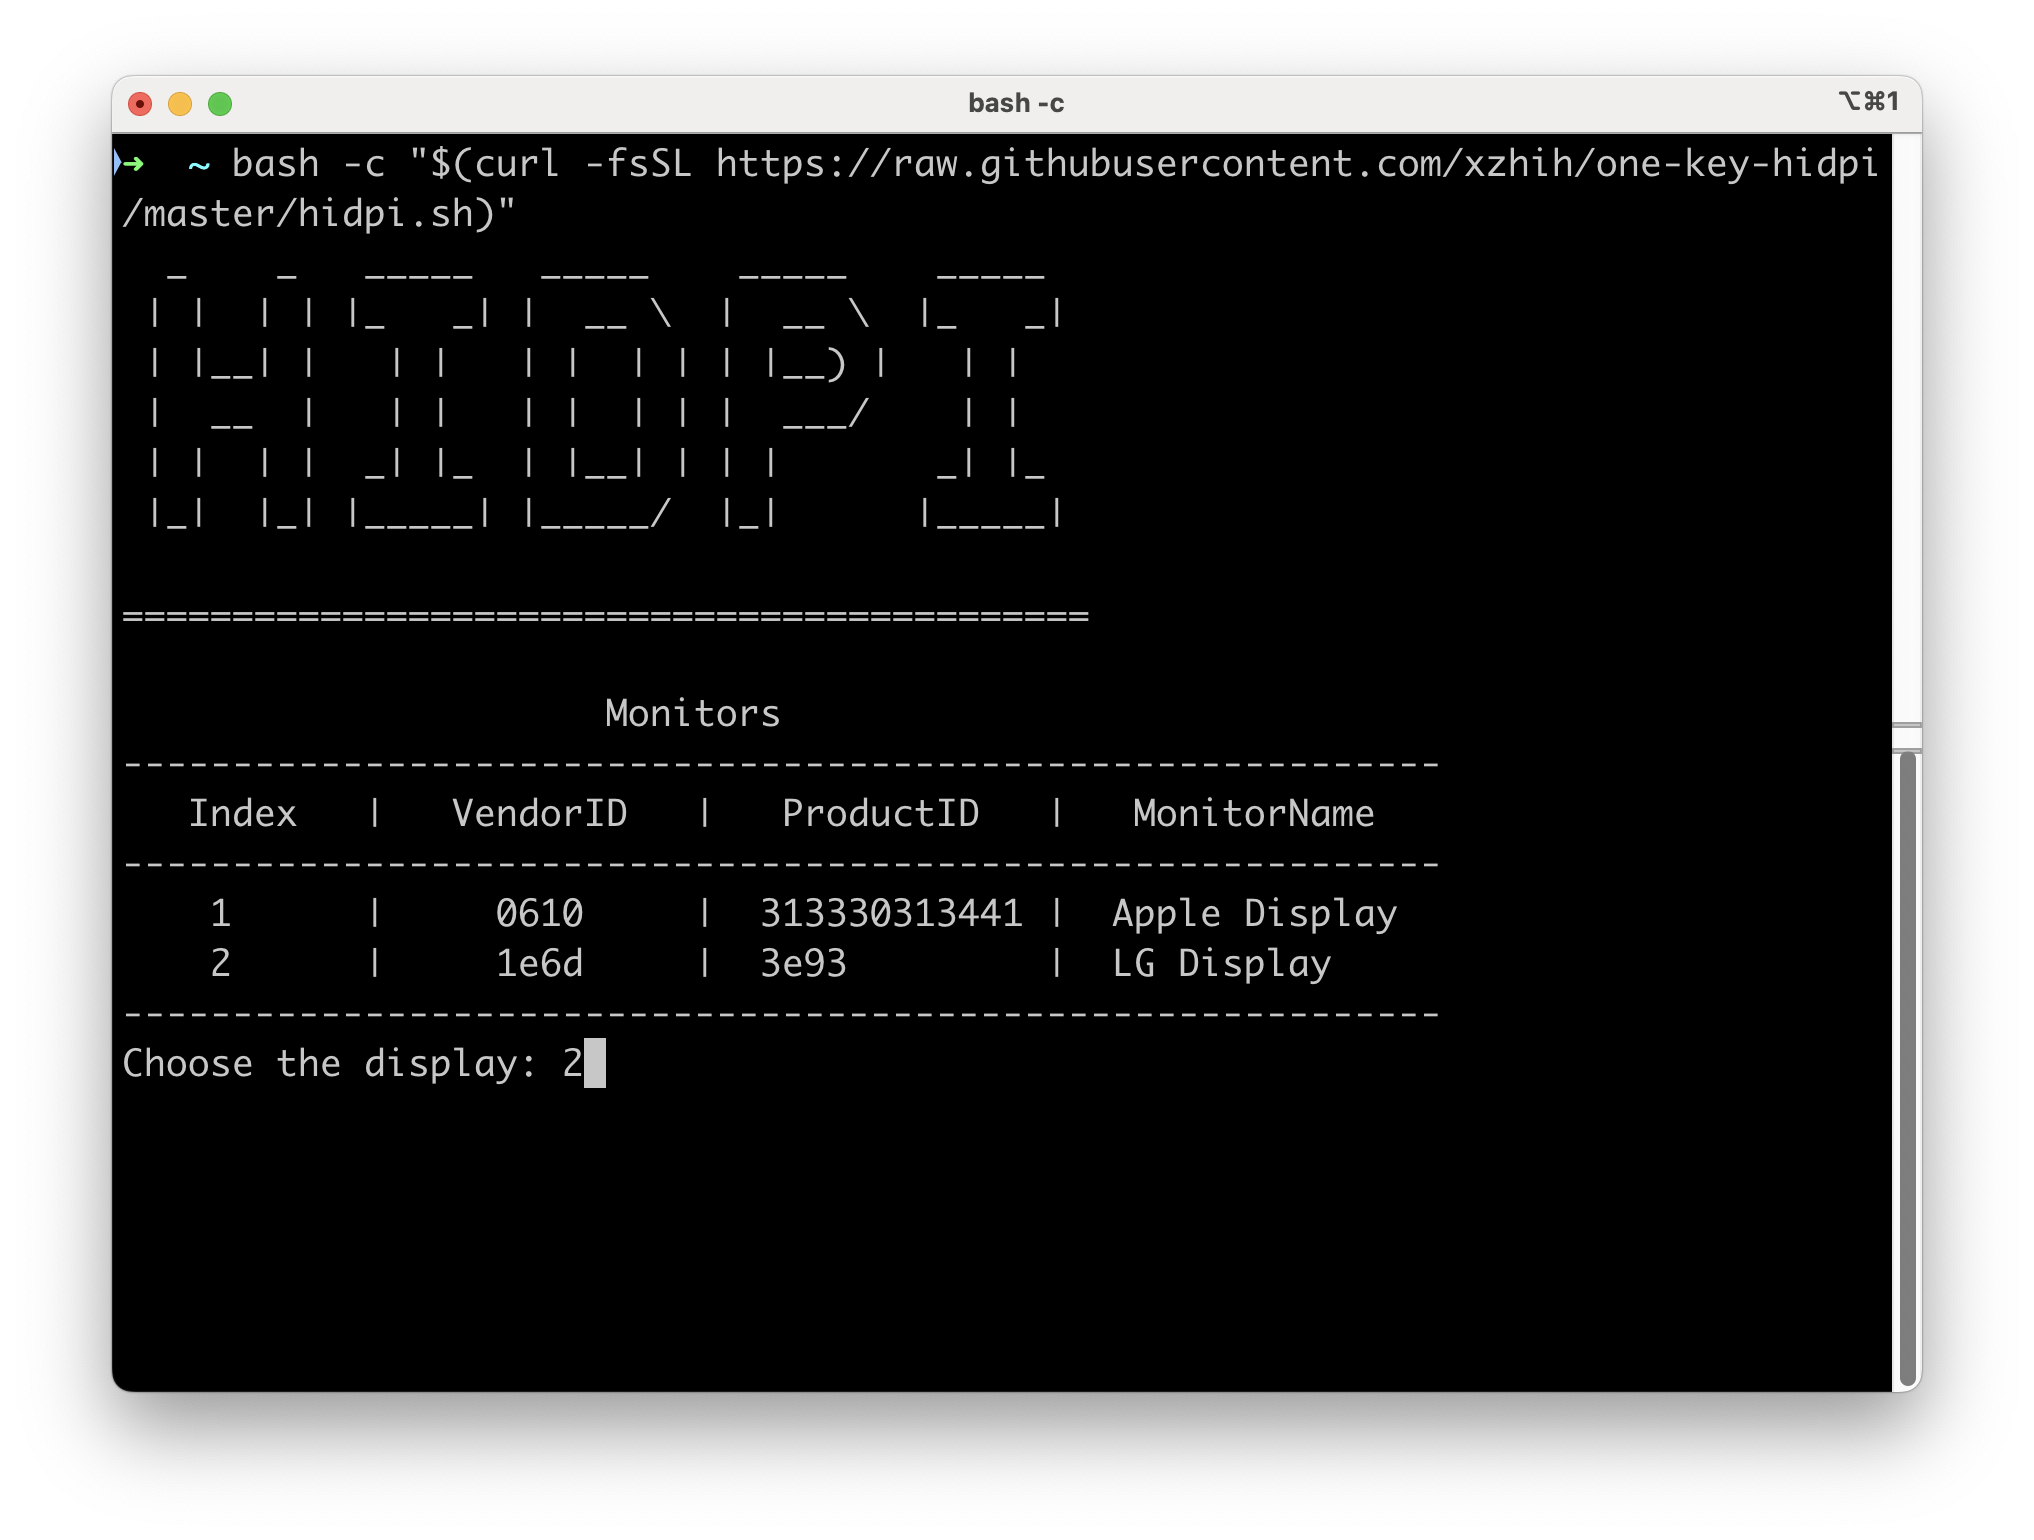 bash -c
⌥⌘1
➜  ~ bash -c "$(curl -fsSL https://raw.githubusercontent.com/xzhih/one-key-hidpi
/master/hidpi.sh)"
  _    _   _____   _____    _____    _____
 | |  | | |_   _| |  __ \  |  __ \  |_   _|
 | |__| |   | |   | |  | | | |__) |   | |
 |  __  |   | |   | |  | | |  ___/    | |
 | |  | |  _| |_  | |__| | | |       _| |_
 |_|  |_| |_____| |_____/  |_|      |_____|
============================================
Monitors
------------------------------------------------------------
   Index   |   VendorID   |   ProductID   |   MonitorName
------------------------------------------------------------
    1      |     0610     |  313330313441 |  Apple Display
    2      |     1e6d     |  3e93         |  LG Display
------------------------------------------------------------
Choose the display: 2